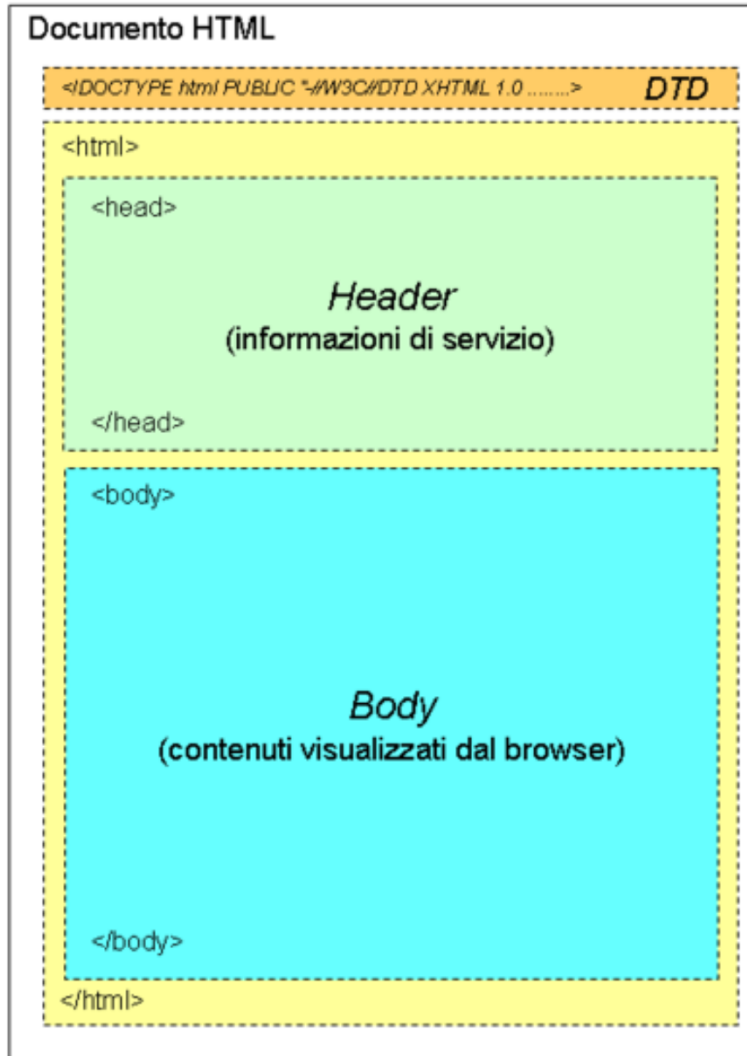 Documento HTML
<!DOCTYPE html PUBLIC "-//W3C//DTD XHTML 1.0 ........> DTD
<html>
<head>
Header
(informazioni di servizio)
</head>
<body>
Body
(contenuti visualizzati dal browser)
</body>
</html>